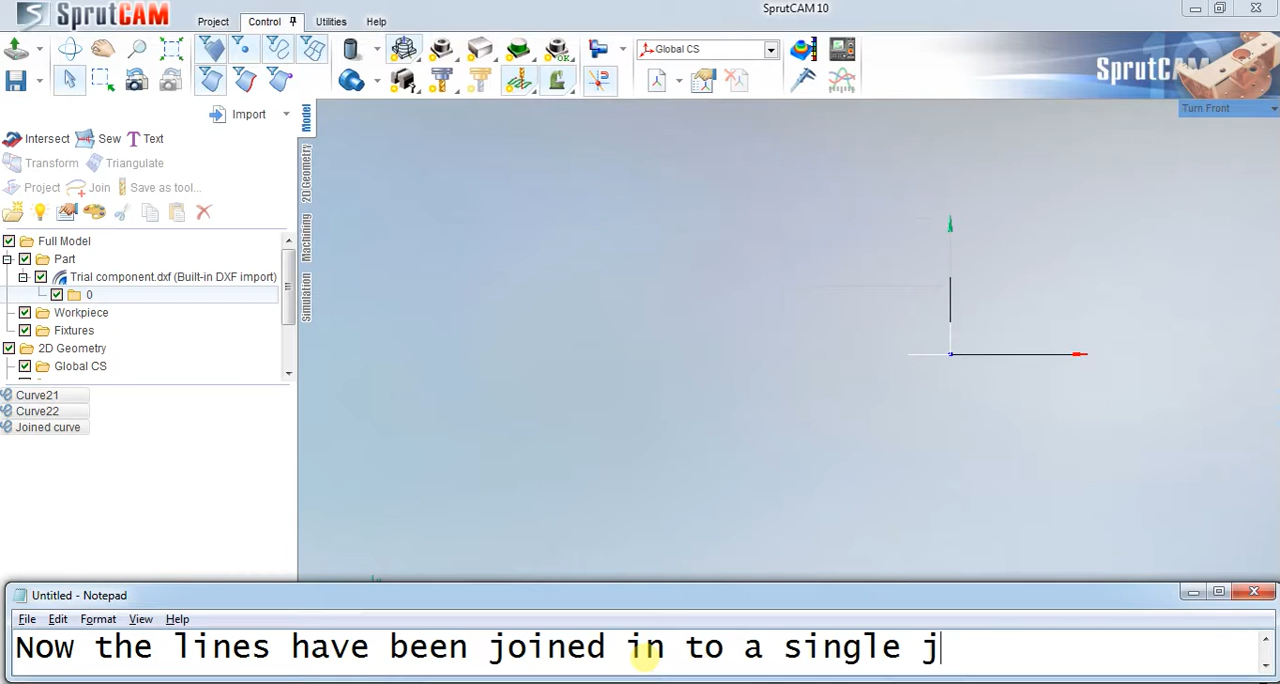 SprutCAM
Project Control Utilities Help
SprutCAM 10
Global CS
SprutCAM
Turn Front
Import
Intersect Sew Text
Transform Triangulate
Project Join Save as tool...
Full Model
Part
Trial component.dxf (Built-in DXF import)
0
Workpiece
Fixtures
2D Geometry
Global CS
Curve21
Curve22
Joined curve
Model
2D Geometry
Machining
Simulation
Untitled - Notepad
File Edit Format View Help
Now the lines have been joined in to a single j